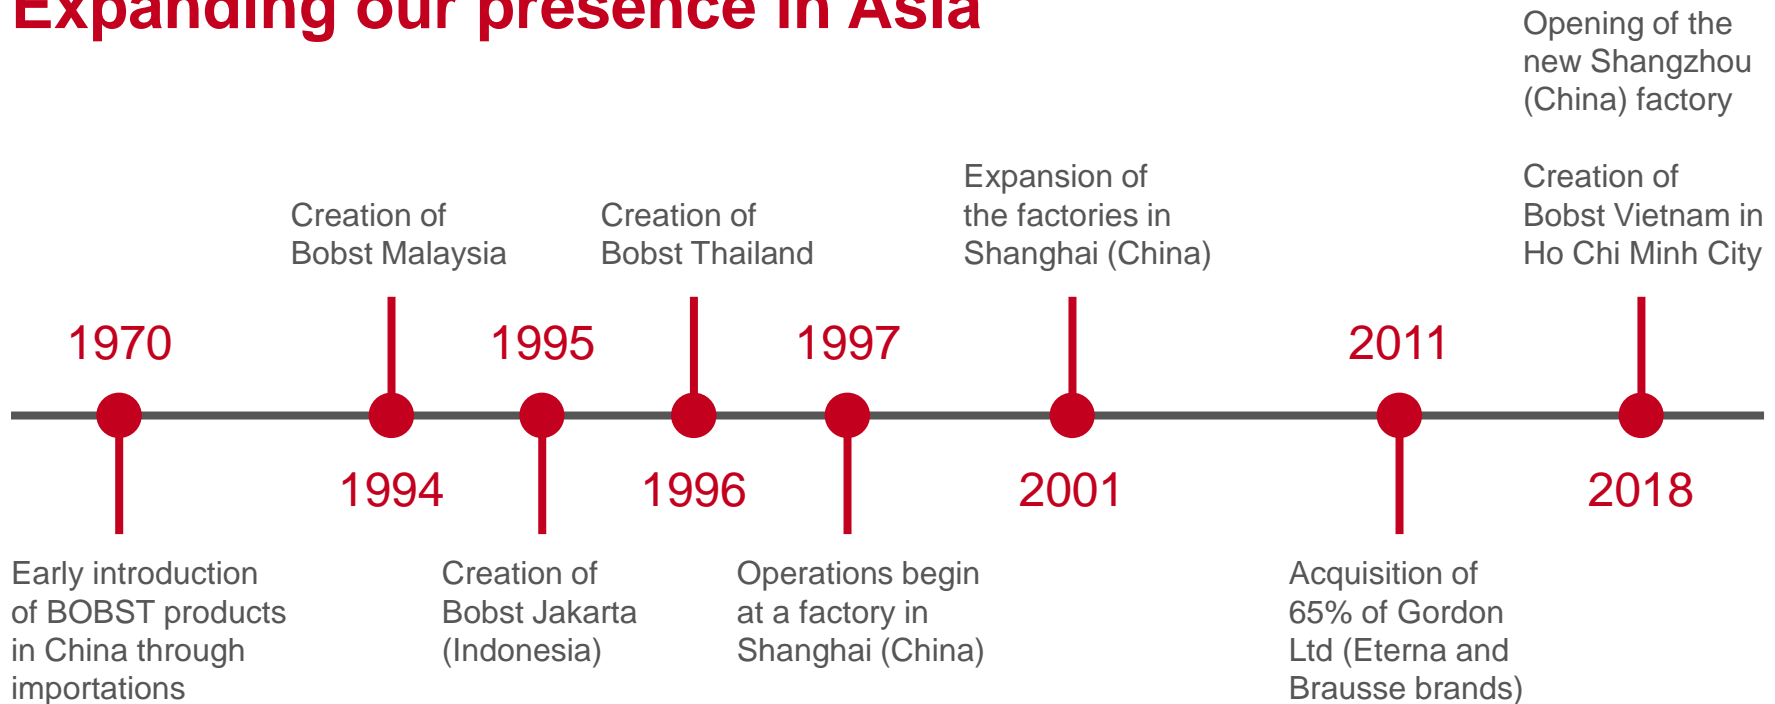 Expanding our presence in Asia
Opening of the
new Shangzhou
(China) factory
Creation of
Bobst Malaysia
Creation of
Bobst Thailand
Expansion of
the factories in
Shanghai (China)
Creation of
Bobst Vietnam in
Ho Chi Minh City
1970
1995
1997
2011
1994
1996
2001
2018
Early introduction
of BOBST products
in China through
importations
Creation of
Bobst Jakarta
(Indonesia)
Operations begin
at a factory in
Shanghai (China)
Acquisition of
65% of Gordon
Ltd (Eterna and
Brausse brands)